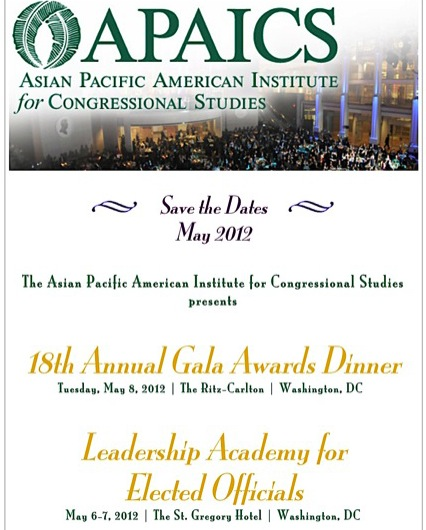 APAICS
ASIAN PACIFIC AMERICAN INSTITUTE
for CONGRESSIONAL STUDIES
Save the Dates
May 2012
The Asian Pacific American Institute for Congressional Studies
presents
18th Annual Gala Awards Dinner
Tuesday, May 8, 2012 | The Ritz-Carlton | Washington, DC
Leadership Academy for
Elected Officials
May 6-7, 2012 | The St. Gregory Hotel | Washington, DC